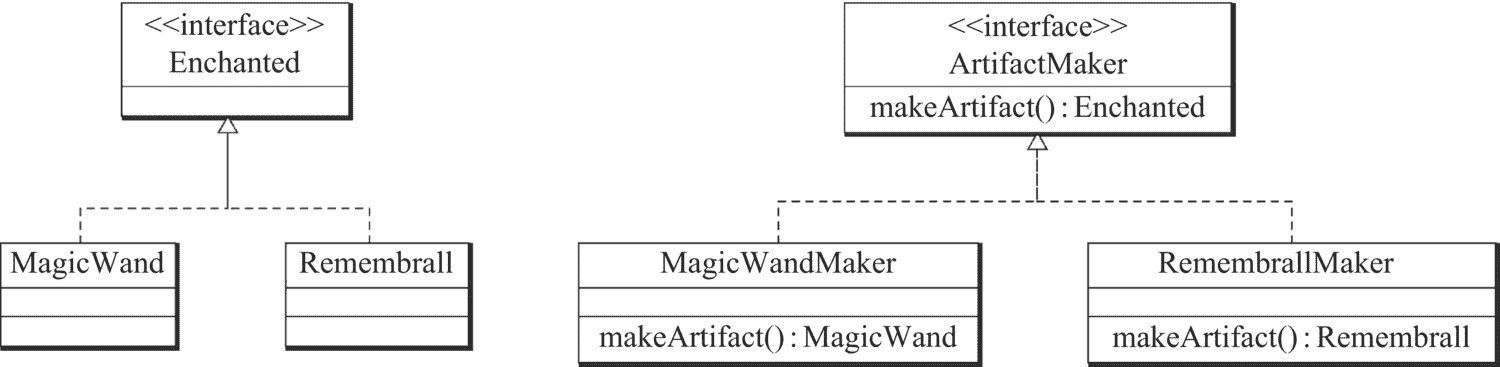 <<interface>>
Enchanted
<<interface>>
ArtifactMaker
makeArtifact() : Enchanted
MagicWand
Remembrall
MagicWandMaker
makeArtifact() : MagicWand
RemembrallMaker
makeArtifact() : Remembrall